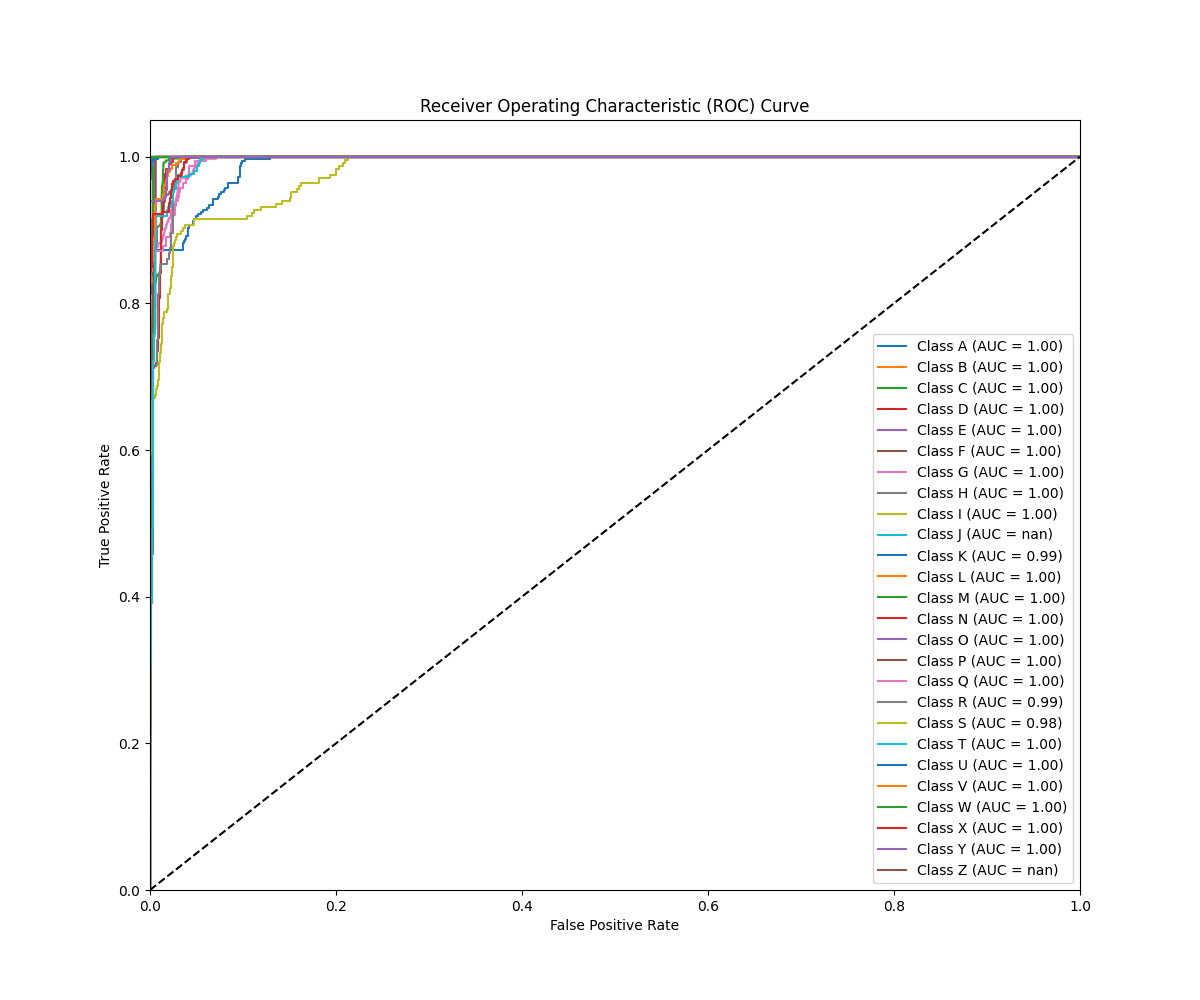 Receiver Operating Characteristic (ROC) Curve
1.0
0.8
0.6
0.4
0.2
0.0
True Positive Rate
Class A (AUC = 1.00)
Class B (AUC = 1.00)
Class C (AUC = 1.00)
Class D (AUC = 1.00)
Class E (AUC = 1.00)
Class F (AUC = 1.00)
Class G (AUC = 1.00)
Class H (AUC = 1.00)
Class I (AUC = 1.00)
Class J (AUC = nan)
Class K (AUC = 0.99)
Class L (AUC = 1.00)
Class M (AUC = 1.00)
Class N (AUC = 1.00)
Class O (AUC = 1.00)
Class P (AUC = 1.00)
Class Q (AUC = 1.00)
Class R (AUC = 0.99)
Class S (AUC = 0.98)
Class T (AUC = 1.00)
Class U (AUC = 1.00)
Class V (AUC = 1.00)
Class W (AUC = 1.00)
Class X (AUC = 1.00)
Class Y (AUC = 1.00)
Class Z (AUC = nan)
0.0 0.2 0.4 0.6 0.8 1.0
False Positive Rate